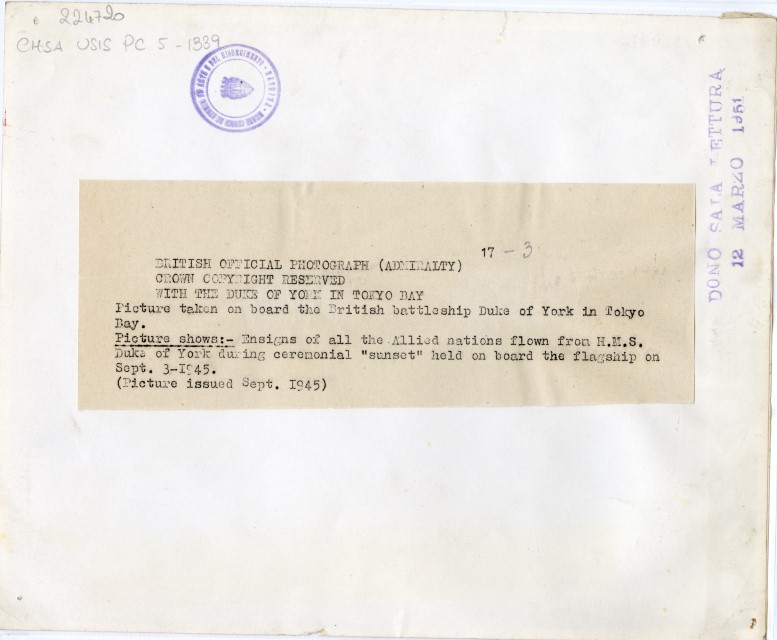 224720
CHSA USIS PC 5 - 1339
DONO SALA LETTURA
12 MARZO 1951
17 - 3
BRITISH OFFICIAL PHOTOGRAPH (ADMIRALTY)
CROWN COPYRIGHT RESERVED
WITH THE DUKE OF YORK IN TOKYO BAY
Picture taken on board the British battleship Duke of York in Tokyo
Bay.
Picture shows:- Ensigns of all the Allied nations flown from H.M.S.
Duke of York during ceremonial "sunset" held on board the flagship on
Sept. 3-I945.
(Picture issued Sept. I945)